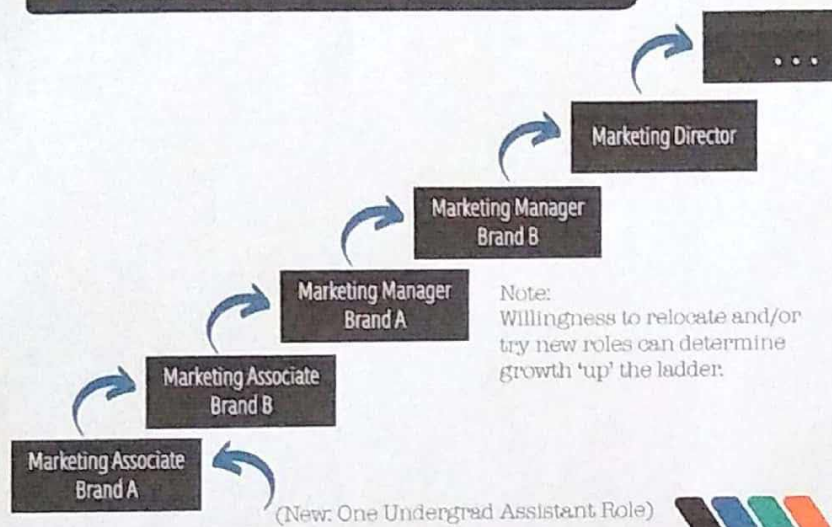 ...
Marketing Director
Marketing Manager
Brand B
Marketing Manager
Brand A
Note:
Willingness to relocate and/or
try new roles can determine
growth 'up' the ladder.
Marketing Associate
Brand B
Marketing Associate
Brand A
(New: One Undergrad Assistant Role)